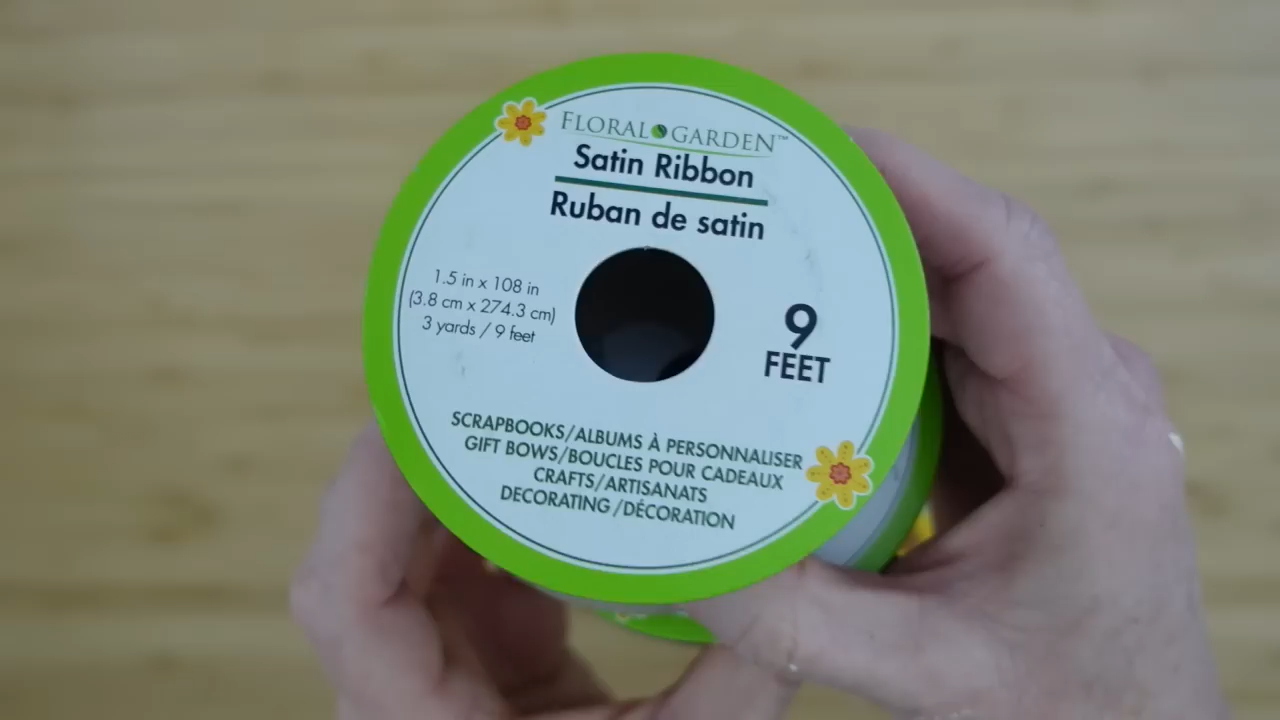 FLORAL GARDEN™
Satin Ribbon
Ruban de satin
1.5 in x 108 in
(3.8 cm x 274.3 cm)
3 yards / 9 feet
9
FEET
SCRAPBOOKS/ALBUMS À PERSONNALISER
GIFT BOWS/BOUCLES POUR CADEAUX
CRAFTS/ARTISANATS
DECORATING/DÉCORATION